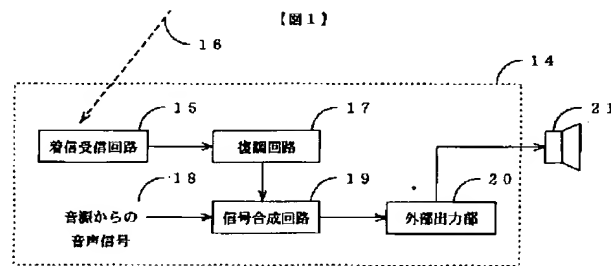 【図1】
16
14
15
17
21
着信受信回路
復調回路
18
19
20
音源からの
音声信号
信号合成回路
外部出力部